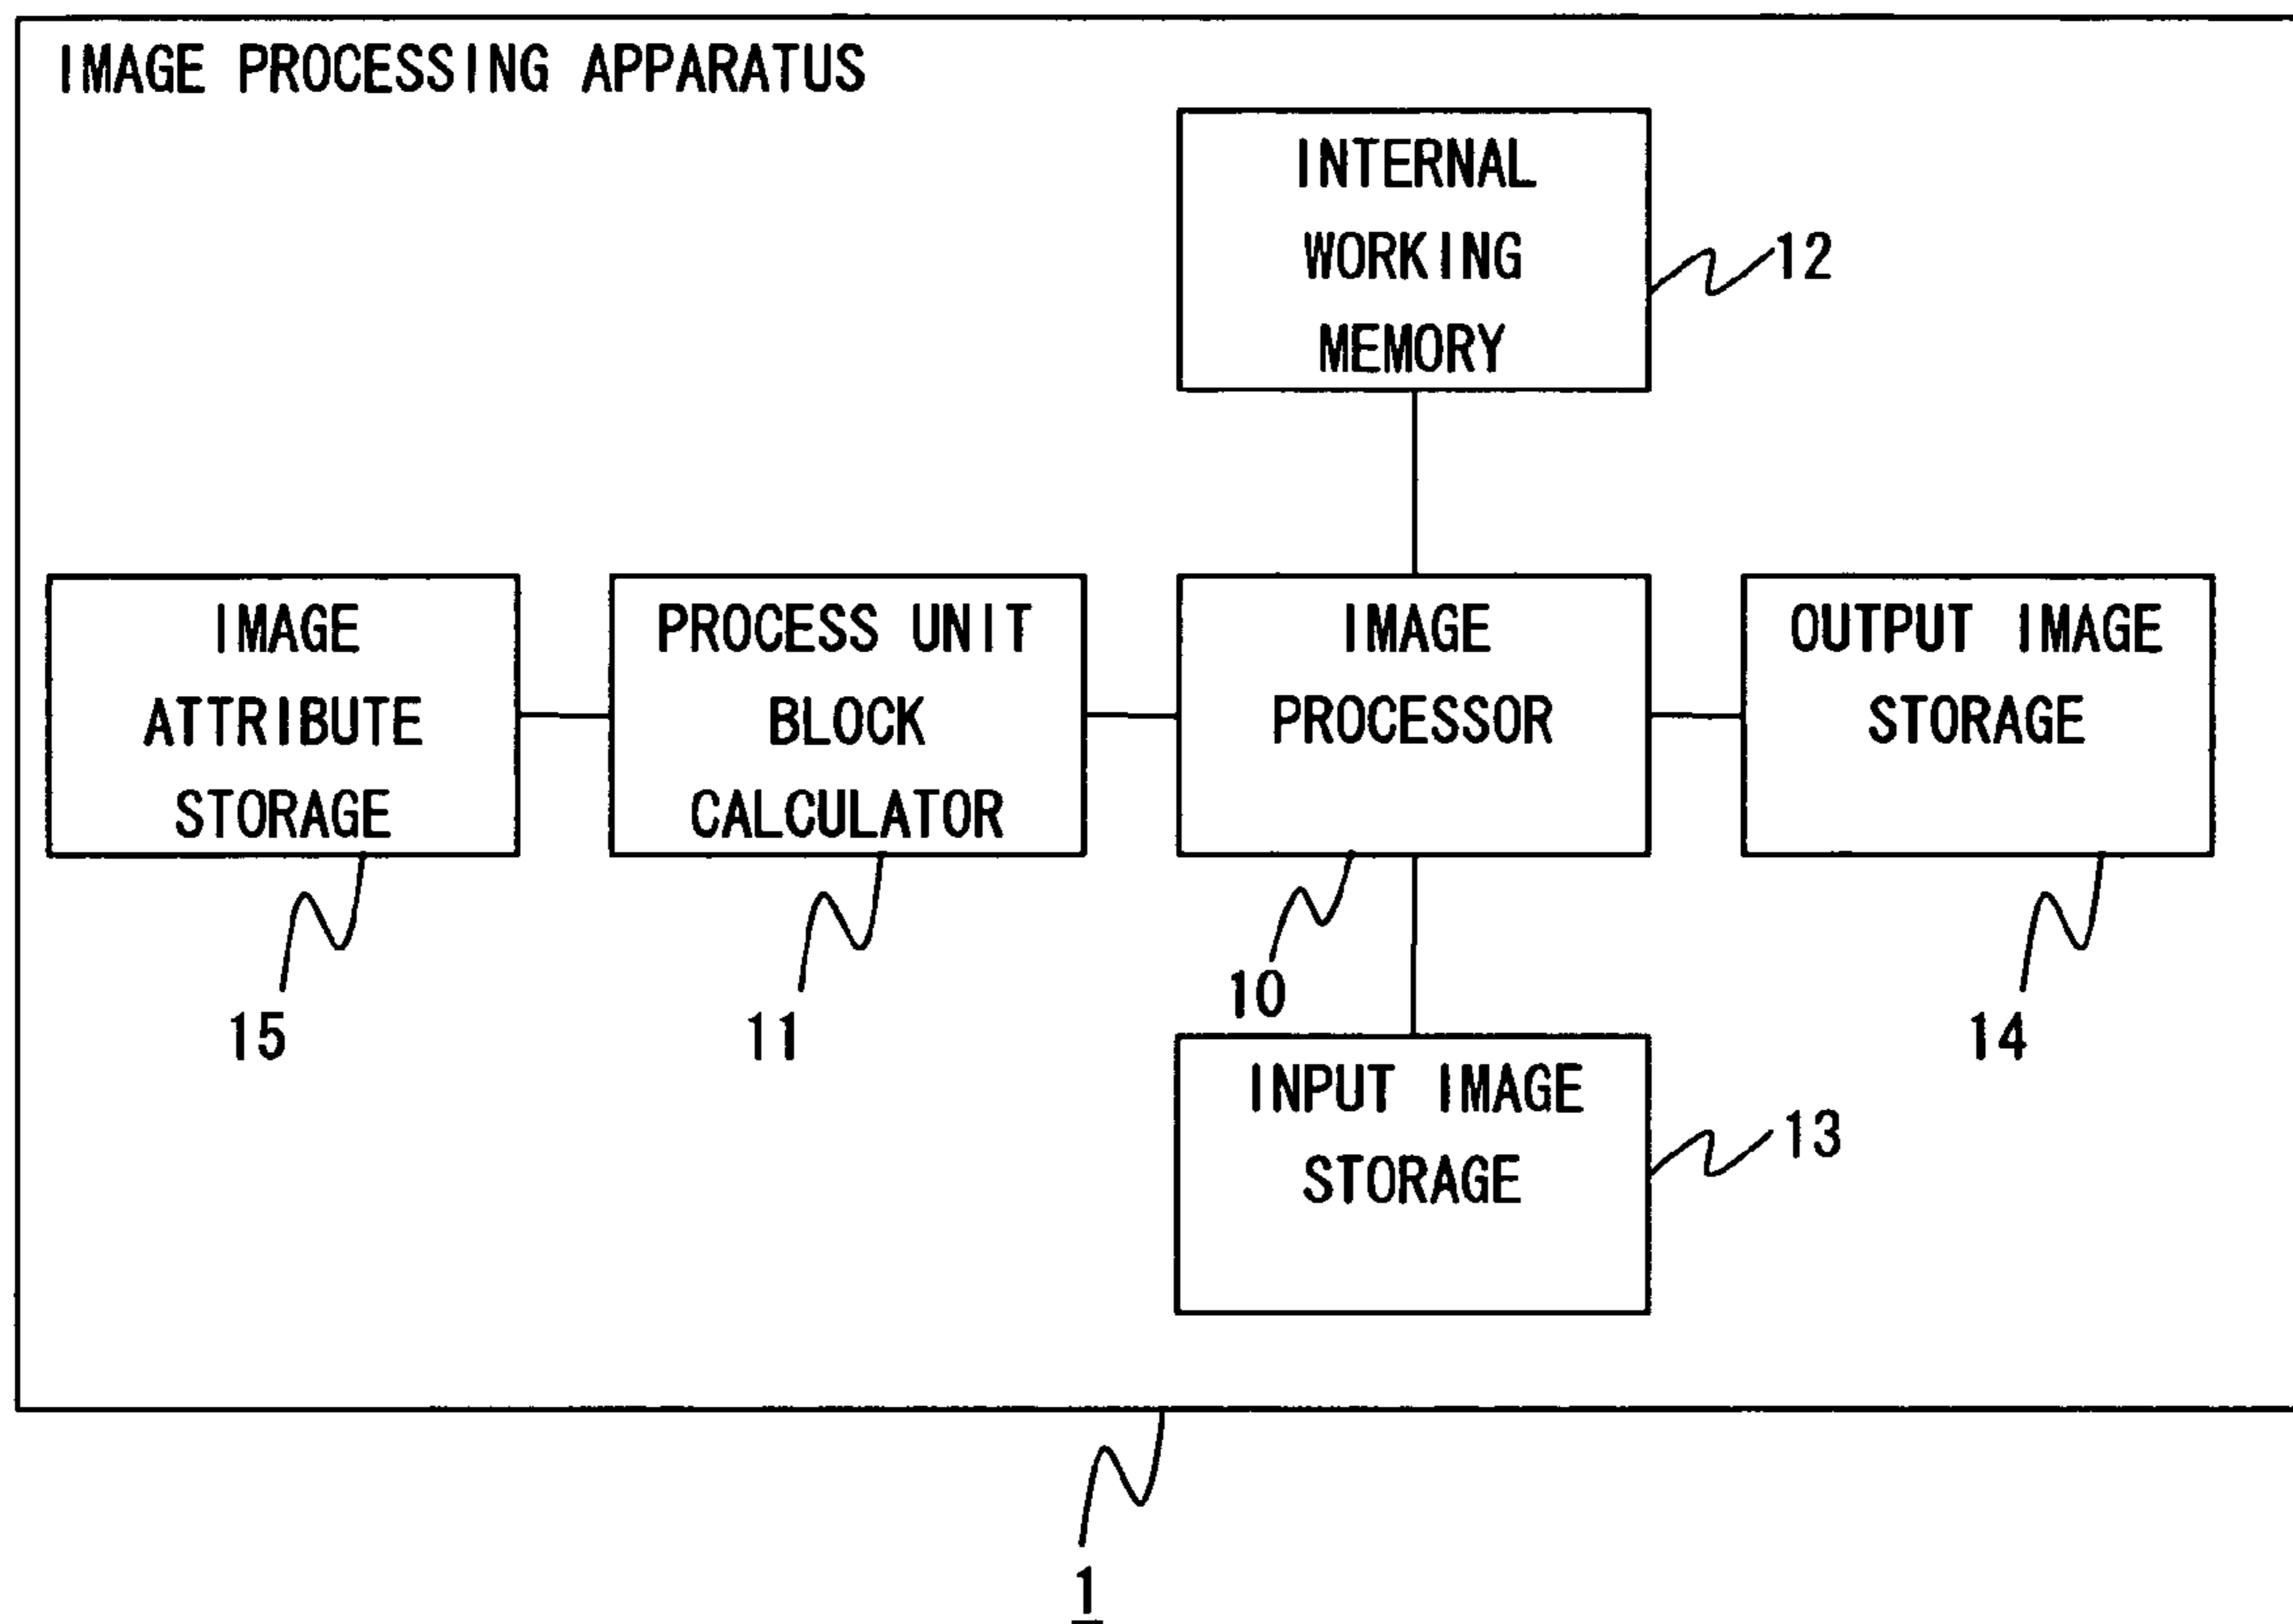 IMAGE PROCESSING APPARATUS
INTERNAL
WORKING
MEMORY
12
IMAGE
ATTRIBUTE
STORAGE
15
PROCESS UNIT
BLOCK
CALCULATOR
11
IMAGE
PROCESSOR
10
OUTPUT IMAGE
STORAGE
14
INPUT IMAGE
STORAGE
13
1